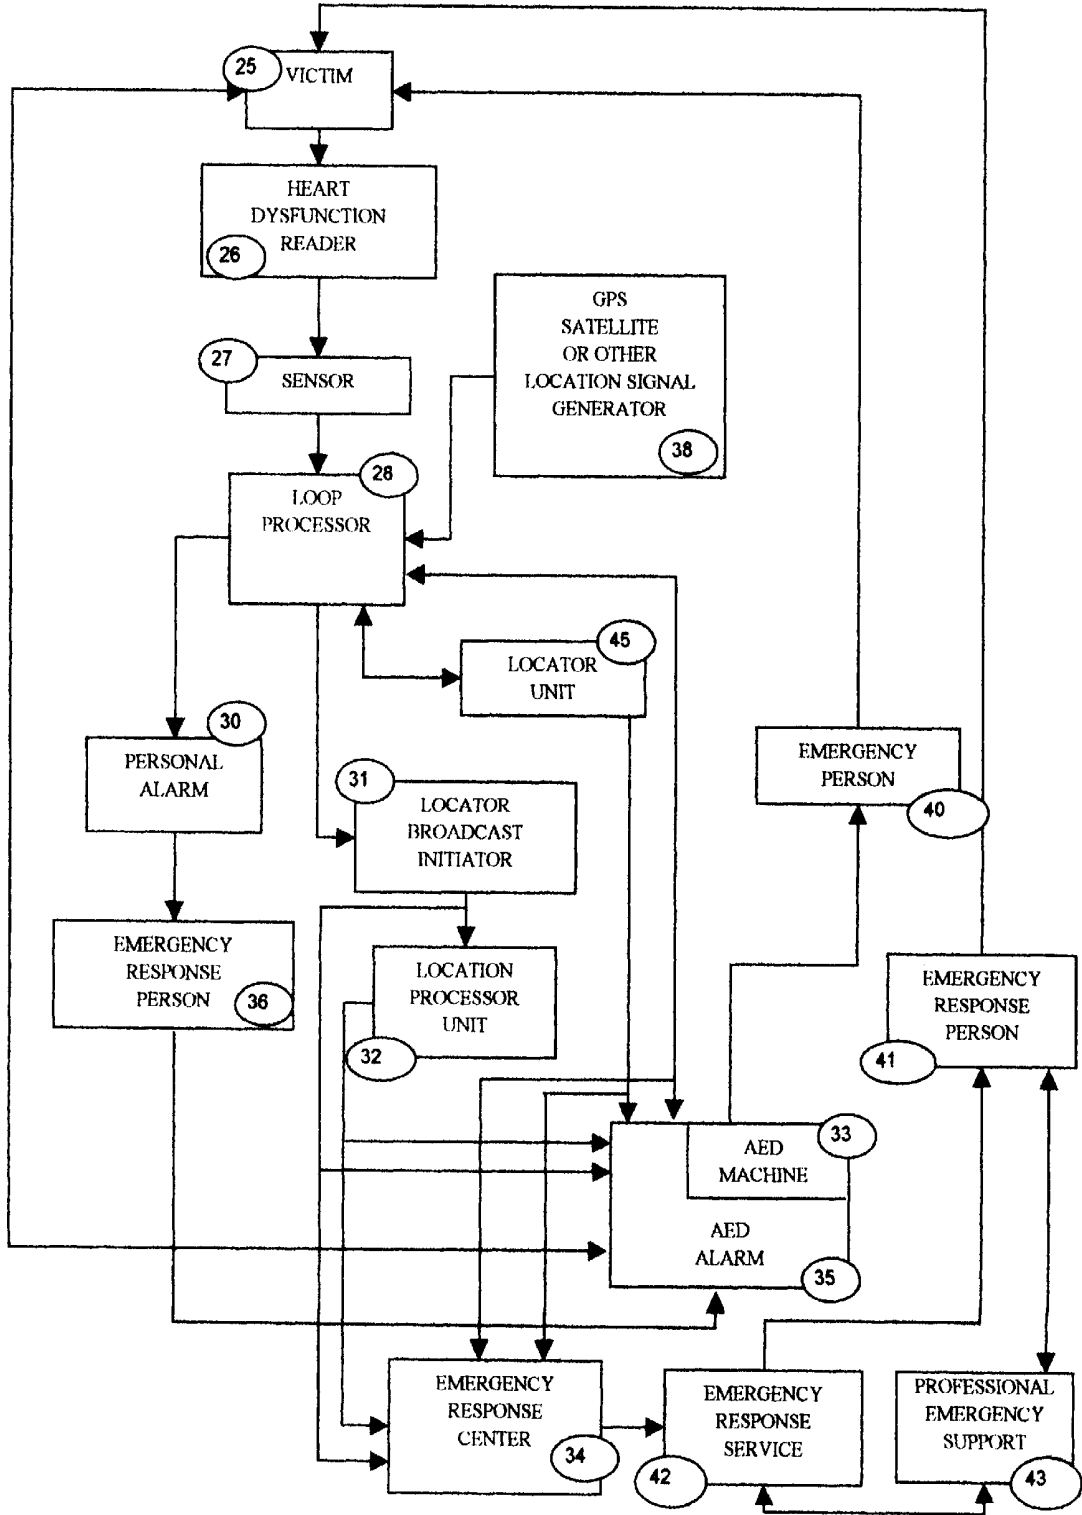 25
VICTIM
HEART
DYSFUNCTION
READER
26
GPS
SATELLITE
OR OTHER
LOCATION SIGNAL
GENERATOR
38
27
SENSOR
28
LOOP
PROCESSOR
45
LOCATOR
UNIT
30
PERSONAL
ALARM
31
LOCATOR
BROADCAST
INITIATOR
EMERGENCY
PERSON
40
EMERGENCY
RESPONSE
PERSON
36
LOCATION
PROCESSOR
UNIT
32
EMERGENCY
RESPONSE
PERSON
41
33
AED
MACHINE
AED
ALARM
35
EMERGENCY
RESPONSE
CENTER
34
EMERGENCY
RESPONSE
SERVICE
42
PROFESSIONAL
EMERGENCY
SUPPORT
43